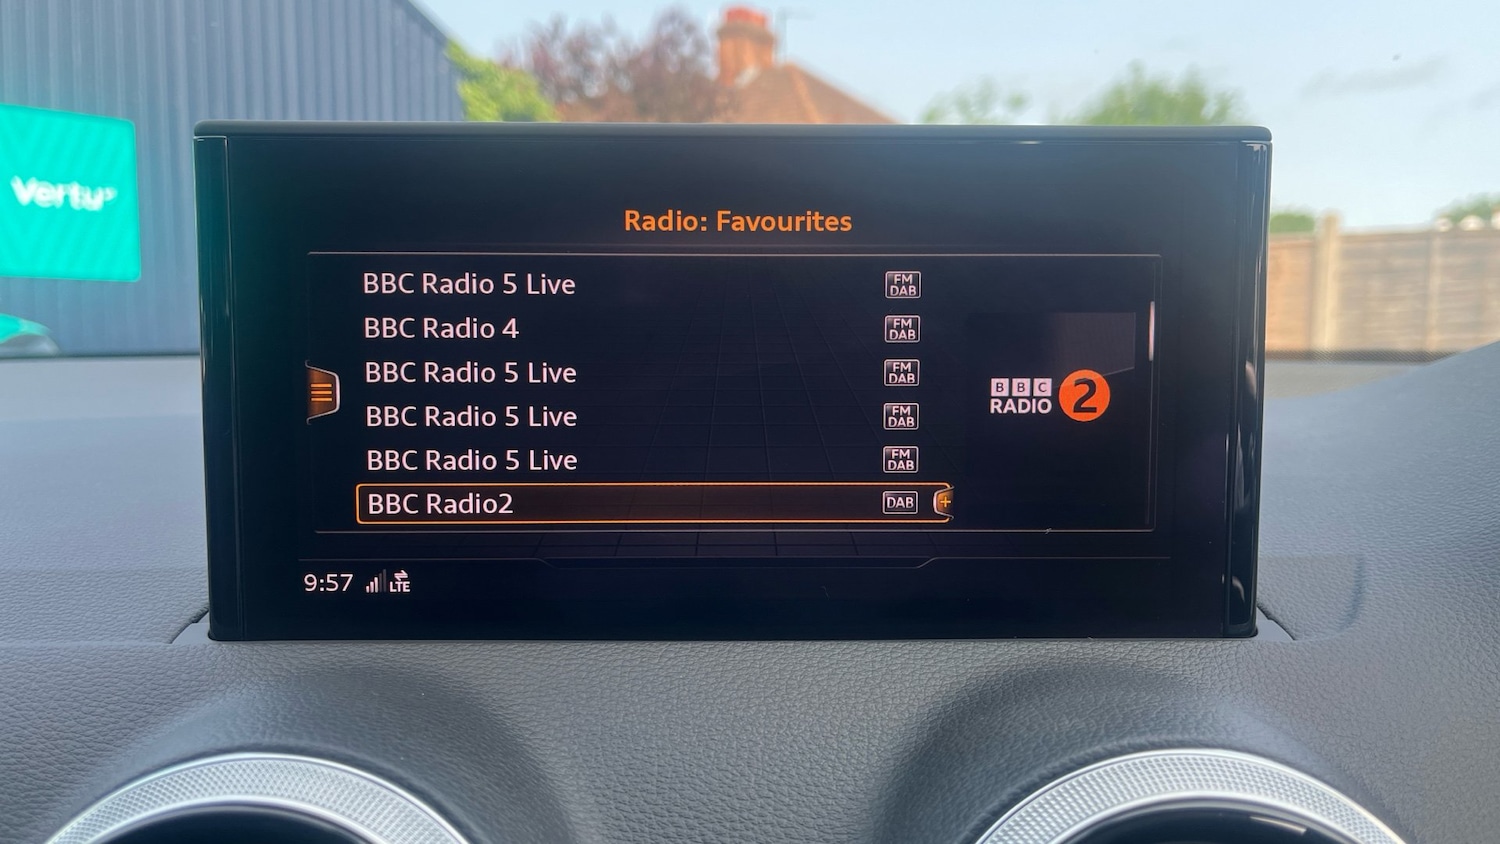 Vertu
Radio: Favourites
BBC Radio 5 Live FM DAB
BBC Radio 4 FM DAB
BBC Radio 5 Live FM DAB
BBC Radio 5 Live FM DAB
BBC Radio 5 Live FM DAB
BBC Radio2 DAB +
BBC
RADIO 2
9:57 LTE